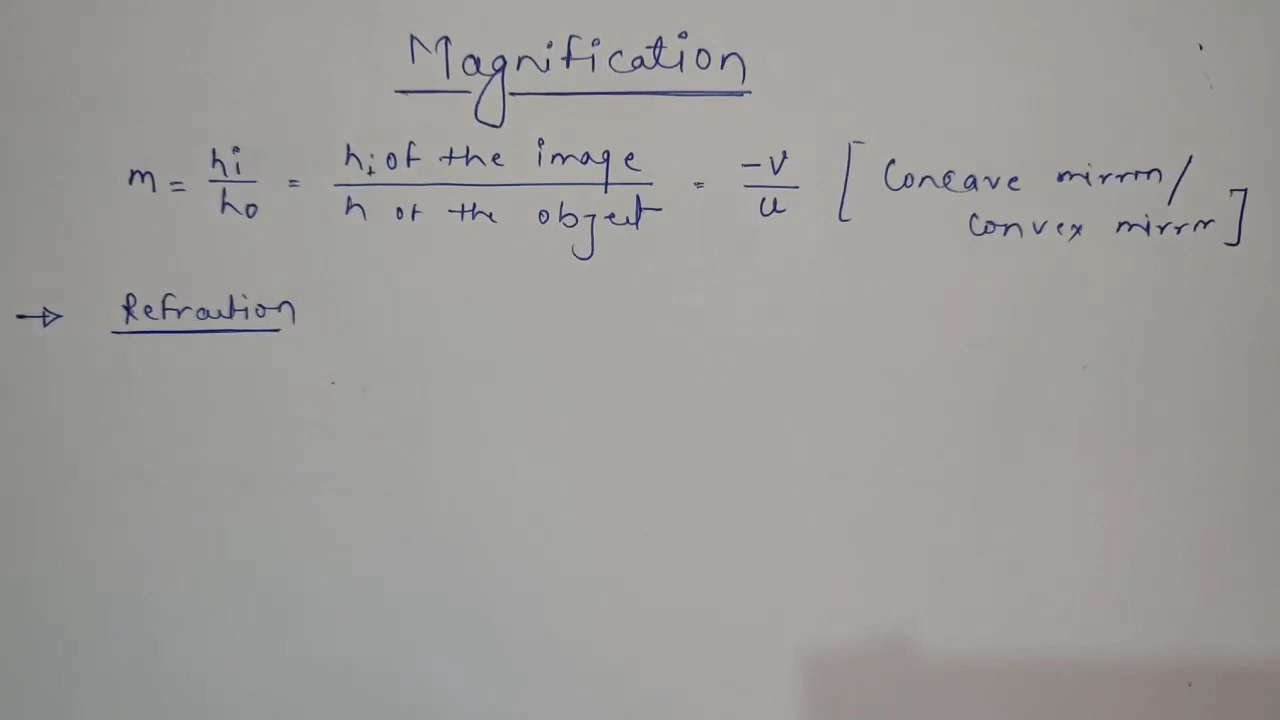 Magnification
m = hi/ho = hi of the image / h of the object = -v/u [Concave mirror/
convex mirror]
→ Refraction